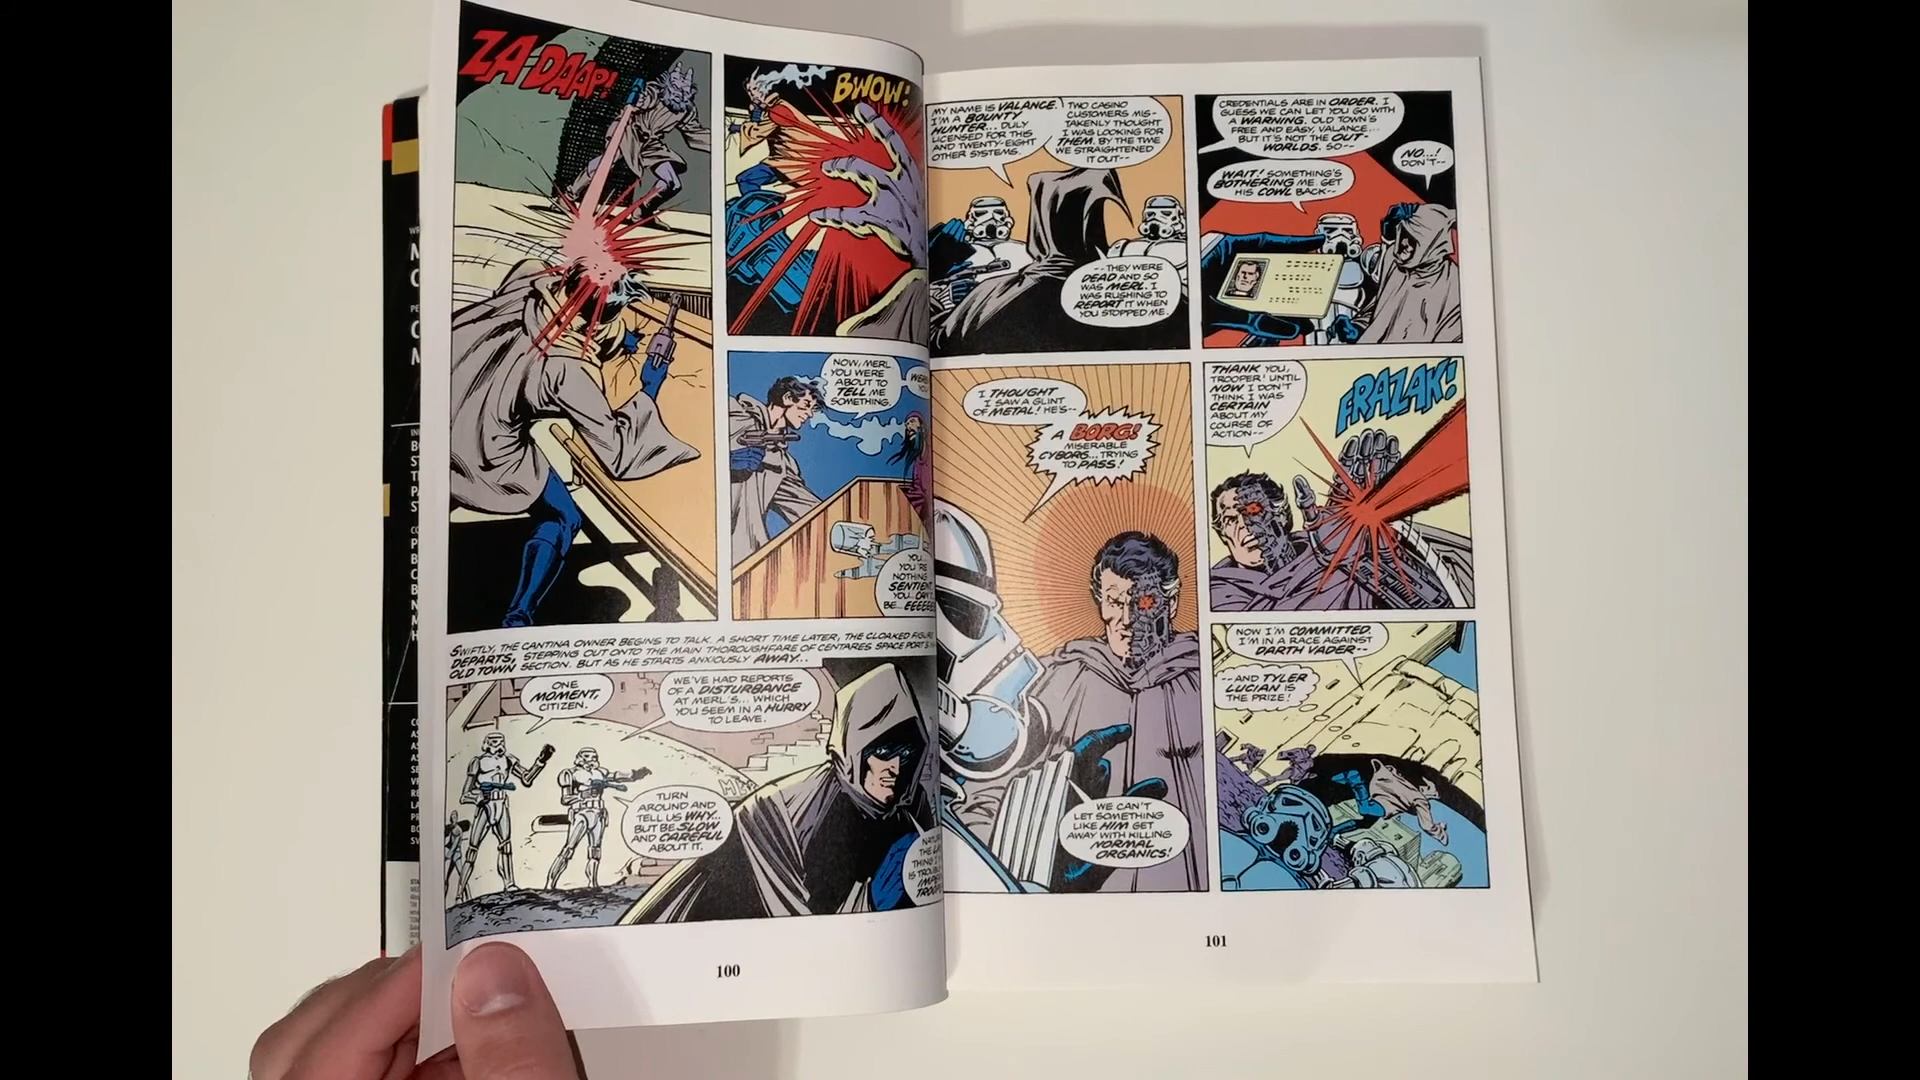 ZA-DAAP!
BWOW!
NOW, MERL
YOU WERE
ABOUT TO
TELL ME
SOMETHING.
YOU...
YOU'RE
NOTHING
SENTIENT.
YOU... CAN'T
BE...EEEEEE
SWIFTLY, THE CANTINA OWNER BEGINS TO TALK. A SHORT TIME LATER, THE CLOAKED FIGURE
DEPARTS, STEPPING OUT ONTO THE MAIN THOROUGHFARE OF CENTARES SPACE PORT'S
OLD TOWN SECTION. BUT AS HE STARTS ANXIOUSLY AWAY...
ONE
MOMENT,
CITIZEN.
WE'VE HAD REPORTS
OF A DISTURBANCE
AT MERL'S... WHICH
YOU SEEM IN A HURRY
TO LEAVE.
TURN
AROUND AND
TELL US WHY...
BUT BE SLOW
AND CAREFUL
ABOUT IT.
100
MY NAME IS VALANCE.
I'M A BOUNTY
HUNTER... DULY
LICENSED FOR THIS
AND TWENTY-EIGHT
OTHER SYSTEMS.
TWO CASINO
CUSTOMERS MIS-
TAKENLY THOUGHT
I WAS LOOKING FOR
THEM. BY THE TIME
WE STRAIGHTENED
IT OUT--
--THEY WERE
DEAD AND SO
WAS MERL. I
WAS RUSHING TO
REPORT IT WHEN
YOU STOPPED ME.
CREDENTIALS ARE IN ORDER. I
GUESS WE CAN LET YOU GO WITH
A WARNING. OLD TOWN'S
FREE AND EASY, VALANCE...
BUT IT'S NOT THE OUT-
WORLDS. SO--
WAIT! SOMETHING'S
BOTHERING ME. GET
HIS COWL BACK--
NO...!
DON'T--
I THOUGHT
I SAW A GLINT
OF METAL! HE'S--
A BORG!
MISERABLE
CYBORG... TRYING
TO PASS!
WE CAN'T
LET SOMETHING
LIKE HIM GET
AWAY WITH KILLING
NORMAL
ORGANICS!
THANK YOU,
TROOPER! UNTIL
NOW I DON'T
THINK I WAS
CERTAIN
ABOUT MY
COURSE OF
ACTION--
FRAZAK!
NOW I'M COMMITTED.
I'M IN A RACE AGAINST
DARTH VADER--
--AND TYLER
LUCIAN IS
THE PRIZE!
101